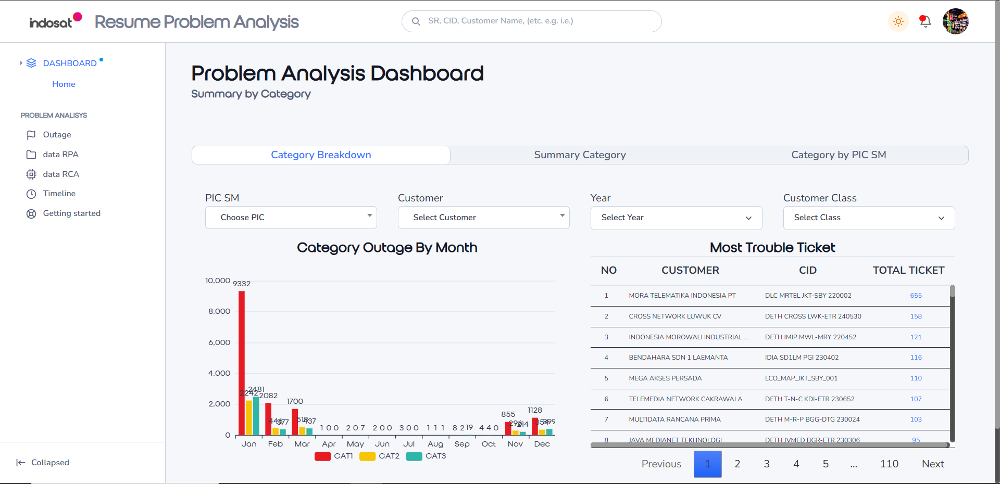 indosat
Resume Problem Analysis
SR, CID, Customer Name, (etc. e.g. i.e.)
DASHBOARD
Home
PROBLEM ANALISYS
Outage
data RPA
data RCA
Timeline
Getting started
Collapsed
Problem Analysis Dashboard
Summary by Category
Category Breakdown Summary Category Category by PIC SM
PIC SM Customer Year Customer Class
Choose PIC Select Customer Select Year Select Class
Category Outage By Month
10,000
8,000
6,000
4,000
2,000
0
9332 2242 2481
2082 446 377
1700 518 437
1 0 0
2 0 7
2 0 0
3 0 0
1 1 1
8 2 19
4 4 0
855 296 214
1128 354 399
Jan Feb Mar Apr May Jun Jul Aug Sep Oct Nov Dec
CAT1 CAT2 CAT3
Most Trouble Ticket
NO CUSTOMER CID TOTAL TICKET
1 MORA TELEMATIKA INDONESIA PT DLC MRTEL JKT-SBY 220002 655
2 CROSS NETWORK LUWUK CV DETH CROSS LWK-ETR 240530 158
3 INDONESIA MOROWALI INDUSTRIAL ... DETH IMIP MWL-MRY 220452 121
4 BENDAHARA SDN 1 LAEMANTA IDIA SD1LM PGI 230402 116
5 MEGA AKSES PERSADA LCO_MAP_JKT_SBY_001 110
6 TELEMEDIA NETWORK CAKRAWALA DETH T-N-C KDI-ETR 230652 107
7 MULTIDATA RANCANA PRIMA DETH M-R-P BGG-DTG 230024 103
8 JAVA MEDIANET TEKHNOLOGI DETH JVMED BGR-ETR 230306 95
Previous 1 2 3 4 5 ... 110 Next